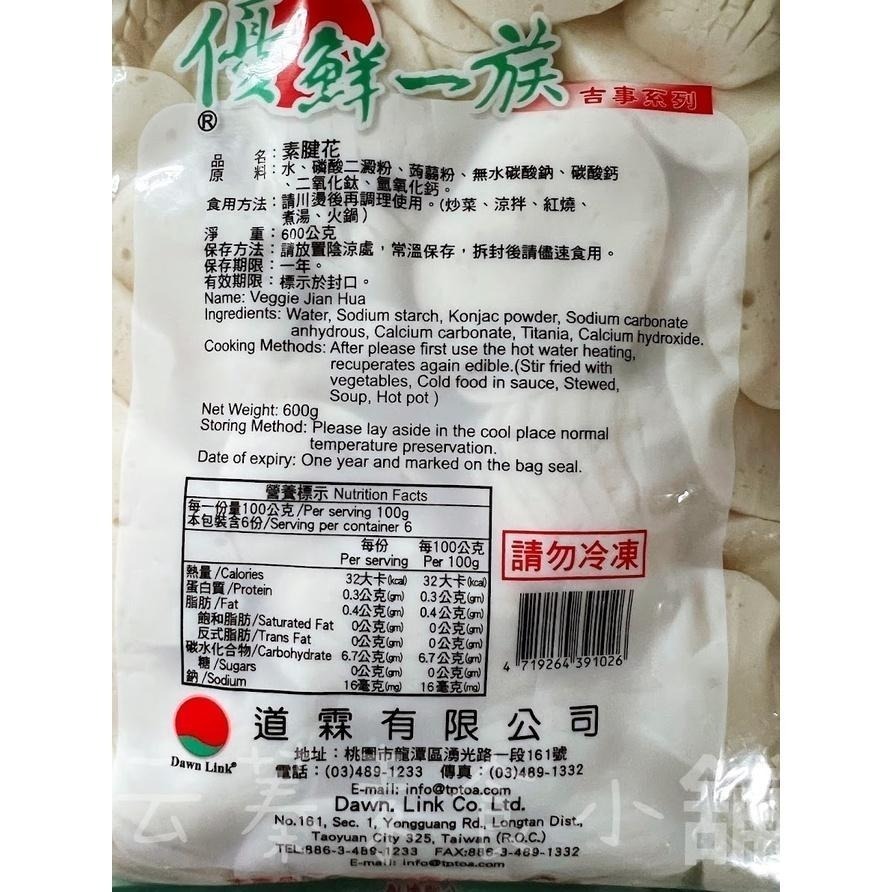 優鮮一族®
吉事系列
品名：素腱花
原料：水、磷酸二澱粉、蒟蒻粉、無水碳酸鈉、碳酸鈣
、二氧化鈦、氫氧化鈣。
食用方法：請川燙後再調理使用。(炒菜、涼拌、紅燒、
煮湯、火鍋)
淨重：600公克
保存方法：請放置陰涼處，常溫保存，拆封後請儘速食用。
保存期限：一年。
有效期限：標示於封口。
Name: Veggie Jian Hua
Ingredients: Water, Sodium starch, Konjac powder, Sodium carbonate
anhydrous, Calcium carbonate, Titania, Calcium hydroxide.
Cooking Methods: After please first use the hot water heating,
recuperates again edible.(Stir fried with
vegetables, Cold food in sauce, Stewed,
Soup, Hot pot )
Net Weight: 600g
Storing Method: Please lay aside in the cool place normal
temperature preservation.
Date of expiry: One year and marked on the bag seal.
營養標示 Nutrition Facts
每一份量100公克/Per serving 100g
本包裝含6份/Serving per container 6
每份 每100公克
Per serving Per 100g
熱量/Calories 32大卡(kcal) 32大卡(kcal)
蛋白質/Protein 0.3公克(gm) 0.3公克(gm)
脂肪/Fat 0.4公克(gm) 0.4公克(gm)
飽和脂肪/Saturated Fat 0公克(gm) 0公克(gm)
反式脂肪/Trans Fat 0公克(gm) 0公克(gm)
碳水化合物/Carbohydrate 6.7公克(gm) 6.7公克(gm)
糖/Sugars 0公克(gm) 0公克(gm)
鈉/Sodium 16毫克(mg) 16毫克(mg)
請勿冷凍
4 719264 391026
Dawn Link®
道霖有限公司
地址：桃園市龍潭區湧光路一段161號
電話：(03)489-1233 傳真：(03)489-1332
E-mail: info@tptoa.com
Dawn. Link Co. Ltd.
No.161, Sec. 1, Yongguang Rd., Longtan Dist.,
Taoyuan City 325, Taiwan (R.O.C.)
TEL:886-3-489-1233 FAX:886-3-469-1332
E-mail: info@tptoa.com